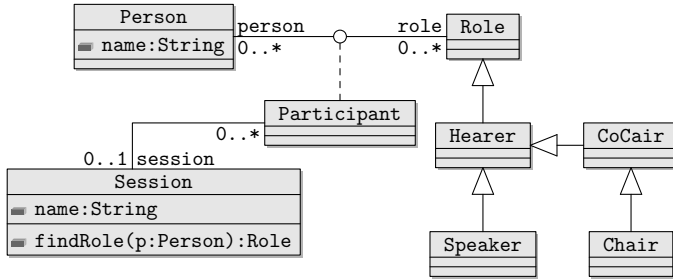 Person
name:String
person
0..*
role
0..*
Role
Participant
0..*
0..1 session
Session
name:String
findRole(p:Person):Role
Hearer
CoCair
Speaker
Chair